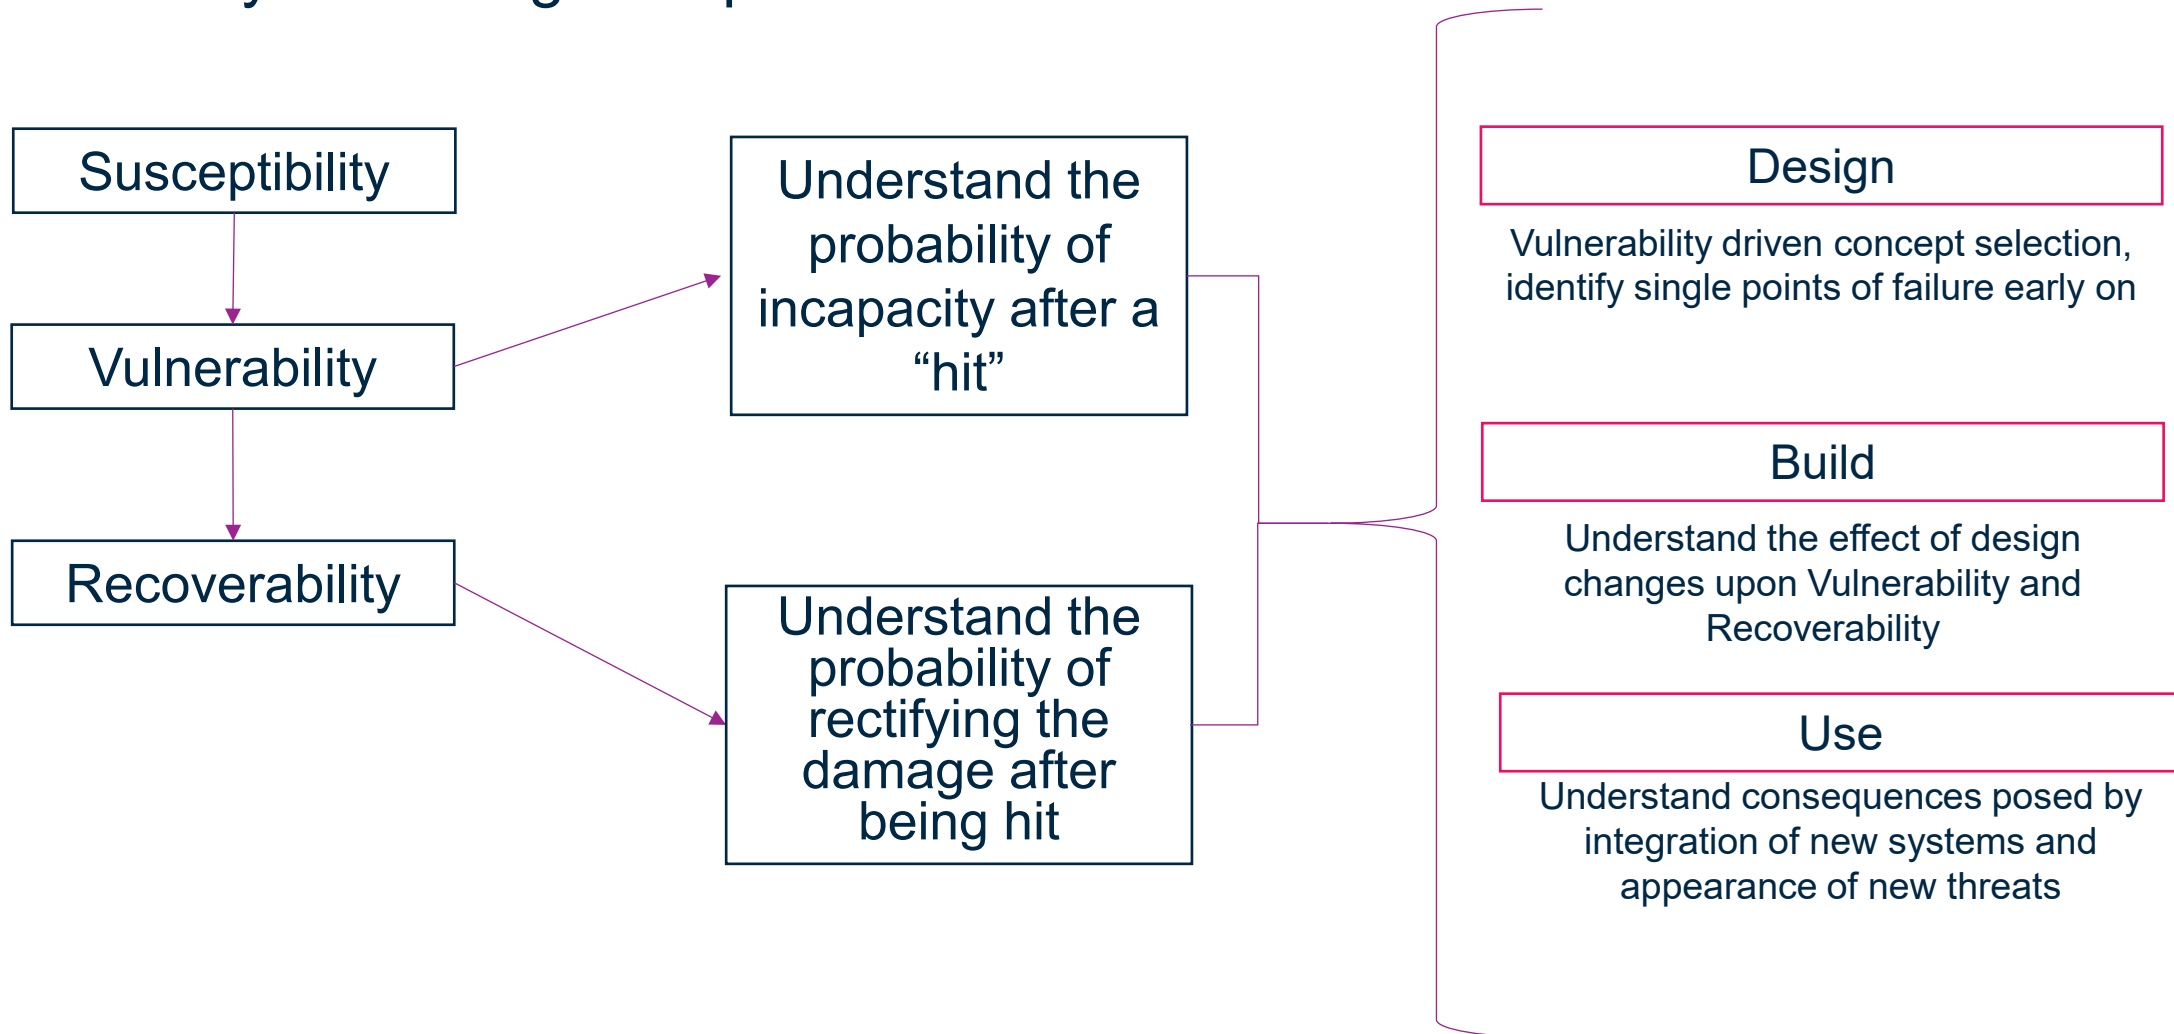 Susceptibility
Vulnerability
Recoverability
Understand the
probability of
incapacity after a
“hit”
Understand the
probability of
rectifying the
damage after
being hit
Design
Vulnerability driven concept selection,
identify single points of failure early on
Build
Understand the effect of design
changes upon Vulnerability and
Recoverability
Use
Understand consequences posed by
integration of new systems and
appearance of new threats